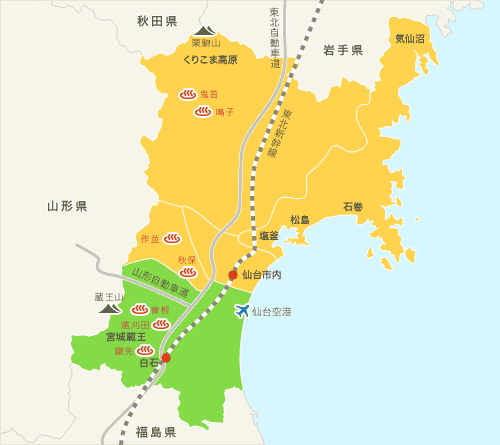 秋田県
東北自動車道
栗駒山
くりこま高原
岩手県
気仙沼
鬼首
鳴子
東北新幹線
山形県
石巻
松島
塩釜
作並
秋保
仙台市内
山形自動車道
蔵王山
青根
遠刈田
仙台空港
宮城蔵王
鎌先
白石
福島県